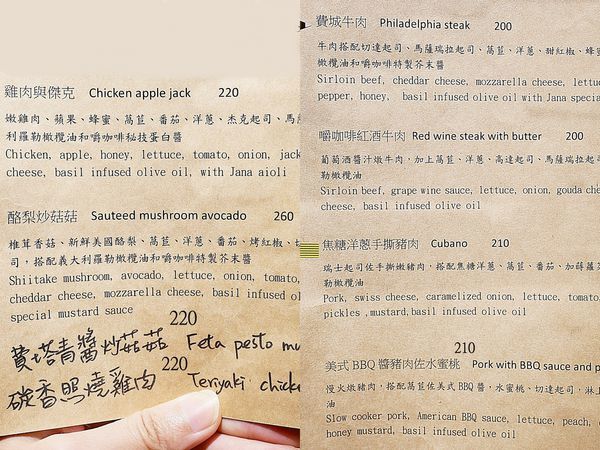 雞肉與傑克 Chicken apple jack 220
嫩雞肉、蘋果、蜂蜜、萵苣、番茄、洋蔥、杰克起司、馬
利羅勒橄欖油和嚼咖啡秘技蛋白醬
Chicken, apple, honey, lettuce, tomato, onion, jack
cheese, basil infused olive oil, with Jana aioli
酪梨炒菇菇 Sauteed mushroom avocado 260
椎茸香菇、新鮮美國酪梨、萵苣、洋蔥、番茄、烤紅椒、
司，搭配義大利羅勒橄欖油和嚼咖啡特製芥末醬
Shiitake mushroom, avocado, lettuce, onion, tomato,
cheddar cheese, mozzarella cheese, basil infused
special mustard sauce
220
費塔青醬炒菇菇 Feta pesto
220
碳香照燒雞肉 Teriyaki
費城牛肉 Philadelphia steak 200
牛肉搭配切達起司、馬薩瑞拉起司、萵苣、洋蔥、甜紅椒、
橄欖油和嚼咖啡特製芥末醬
Sirloin beef, cheddar cheese, mozzarella cheese,
pepper, honey, basil infused olive oil with Jana
嚼咖啡紅酒牛肉 Red wine steak with butter 200
葡萄酒醬汁燉牛肉，加上萵苣、洋蔥、高達起司、馬薩瑞拉起
勒橄欖油
Sirloin beef, grape wine sauce, lettuce, onion, gouda
cheese, basil infused olive oil
焦糖洋蔥手撕豬肉 Cubano 210
瑞士起司佐手撕嫩豬肉，搭配焦糖洋蔥、萵苣、番茄、加蒔蘿
勒橄欖油
Pork, swiss cheese, caramelized onion, lettuce,
pickles ,mustard,basil infused olive oil
210
美式BBQ醬豬肉佐水蜜桃 Pork with BBQ sauce and
慢火燉豬肉，搭配萵苣佐美式BBQ醬，水蜜桃、切達起司，淋上
油
Slow cooker pork, American BBQ sauce, lettuce, peach,
honey mustard, basil infused olive oil